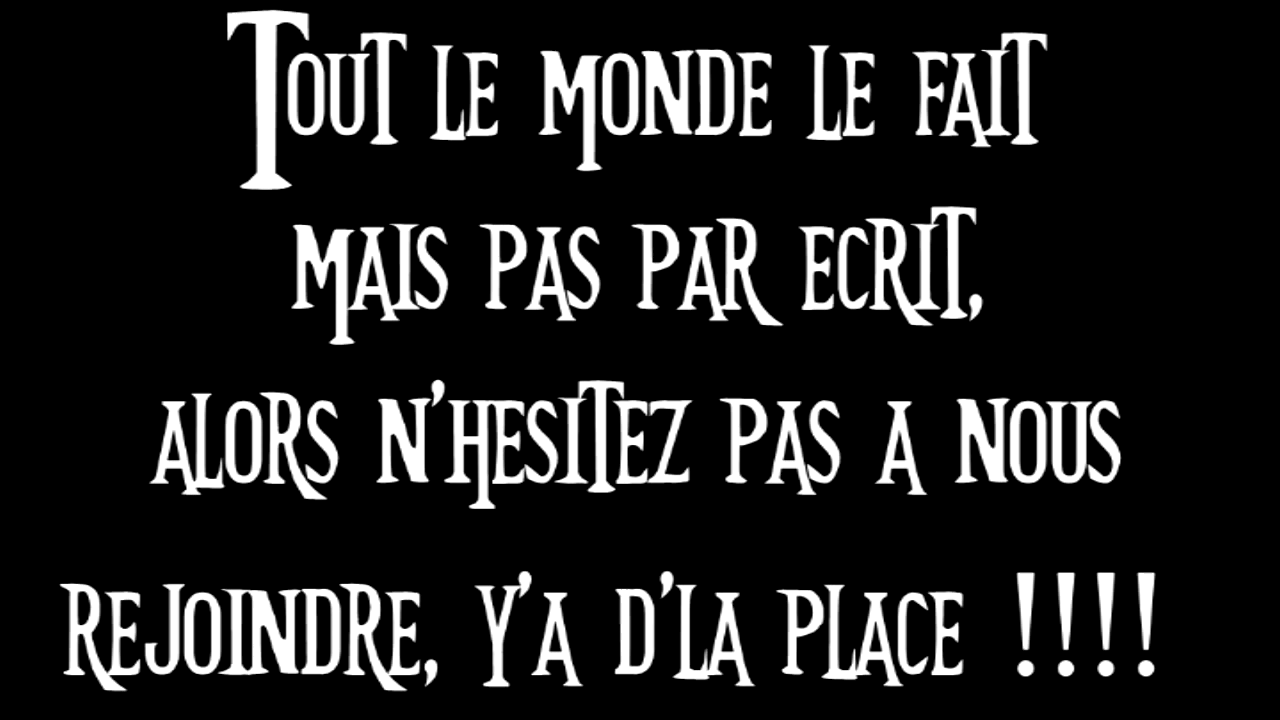 Tout le monde le fait
mais pas par ecrit,
alors n'hesitez pas a nous
rejoindre, y'a d'la place !!!!